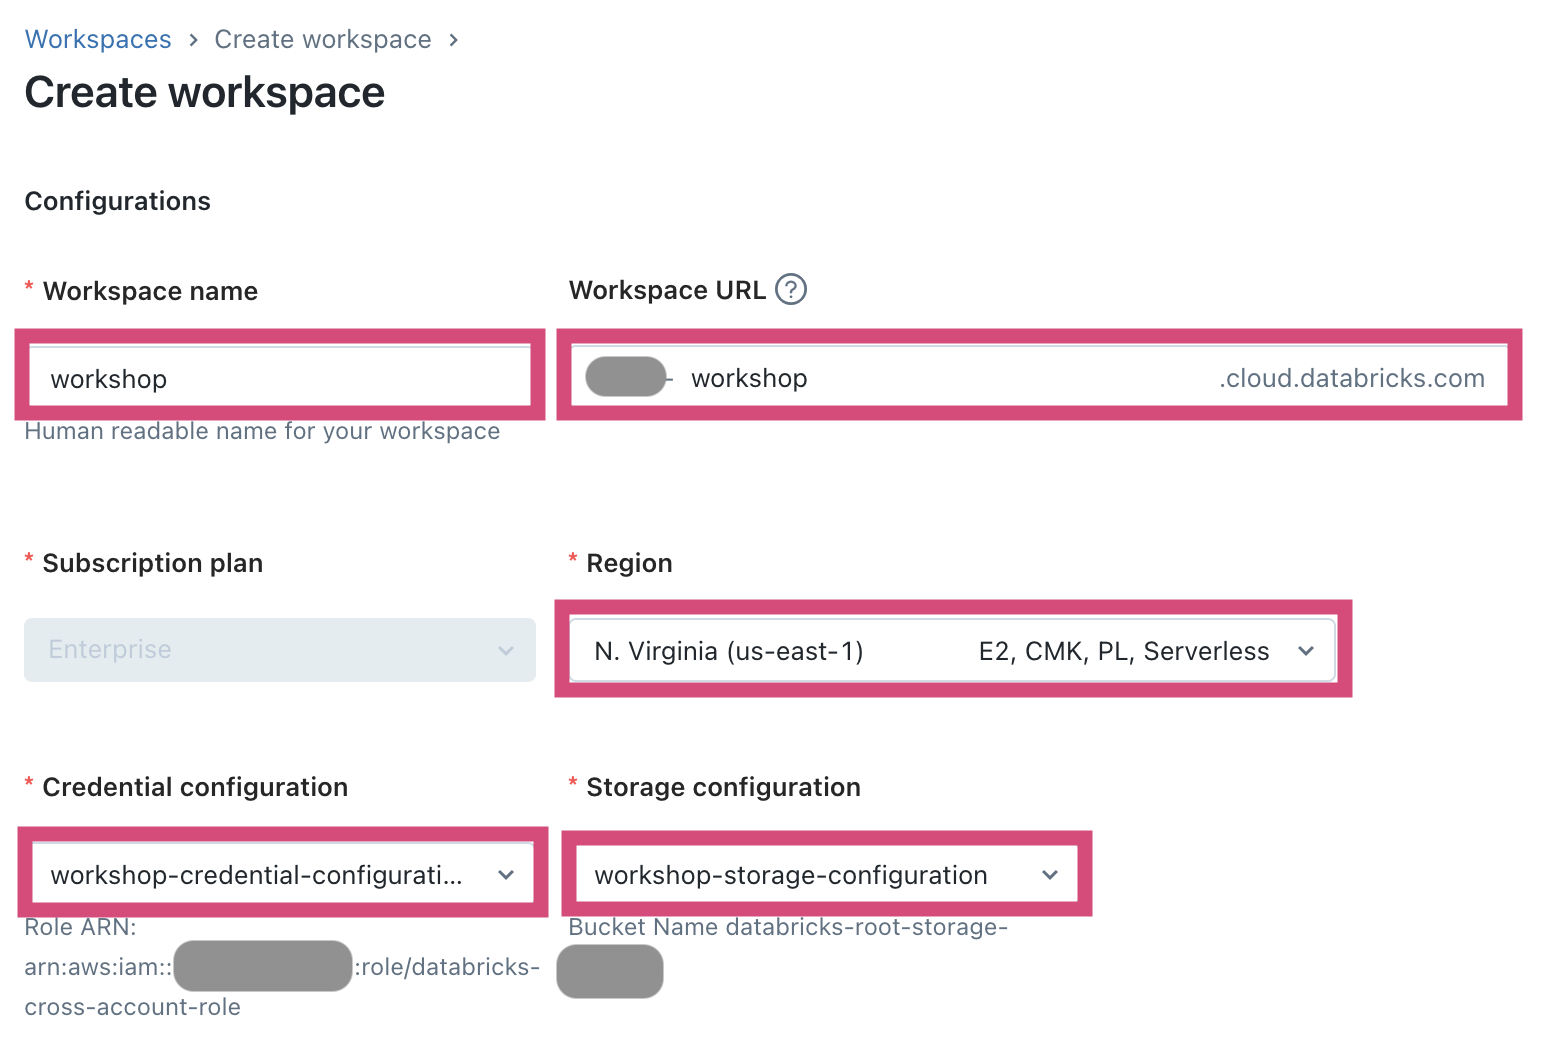 Workspaces > Create workspace >
Create workspace
Configurations
* Workspace name
Workspace URL ?
workshop
- workshop .cloud.databricks.com
Human readable name for your workspace
* Subscription plan
* Region
Enterprise
N. Virginia (us-east-1) E2, CMK, PL, Serverless
* Credential configuration
* Storage configuration
workshop-credential-configurati...
workshop-storage-configuration
Role ARN:
arn:aws:iam:: :role/databricks-
cross-account-role
Bucket Name databricks-root-storage-